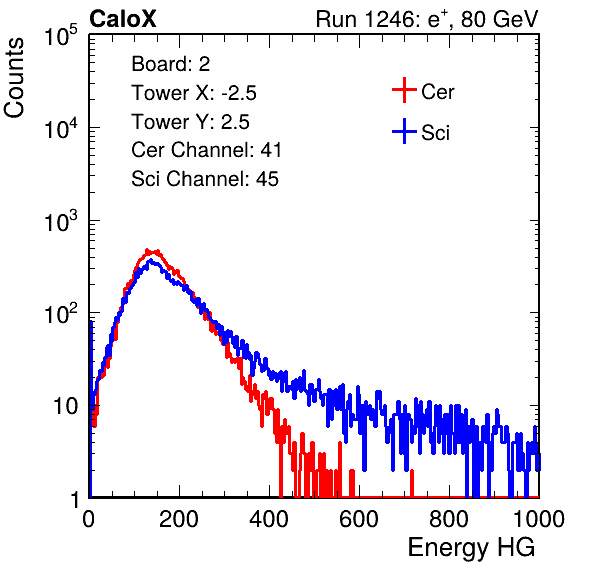 CaloX Run 1246: e⁺, 80 GeV
Counts
10⁵
10⁴
10³
10²
10
1
Board: 2
Tower X: -2.5
Tower Y: 2.5
Cer Channel: 41
Sci Channel: 45
Cer
Sci
0 200 400 600 800 1000
Energy HG